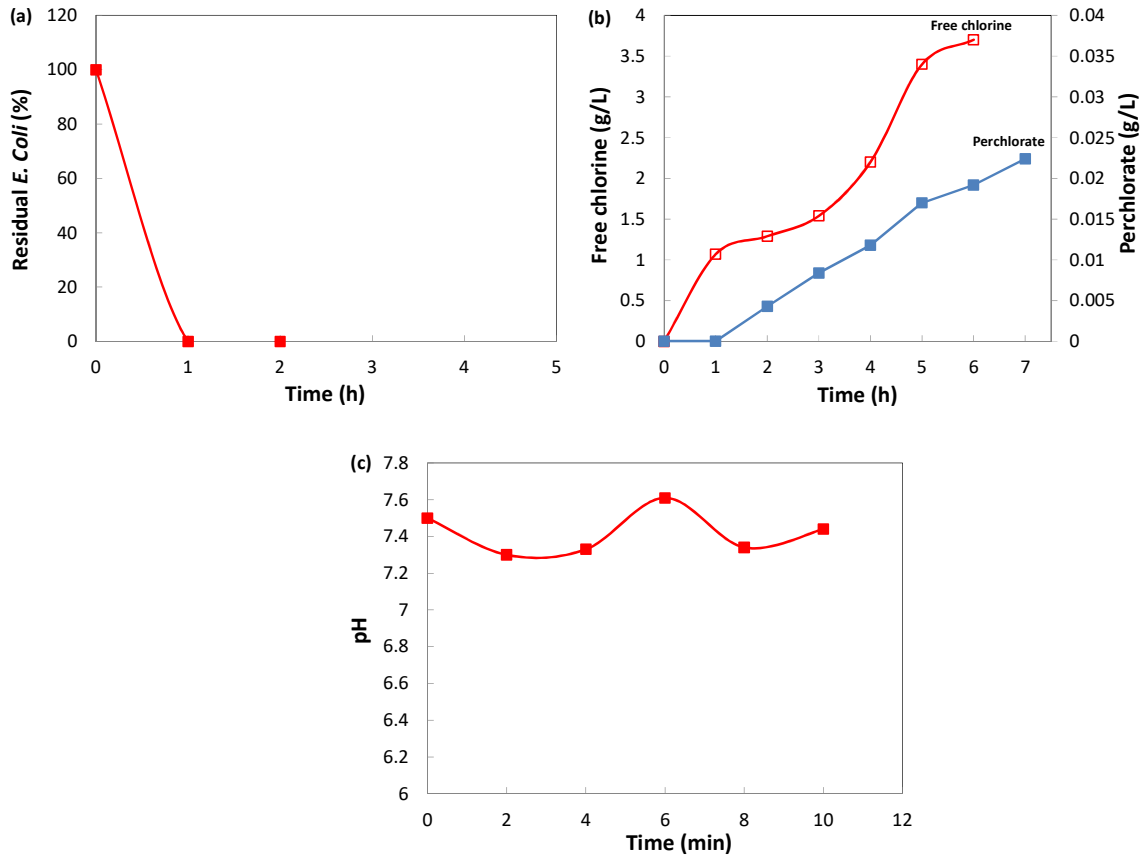 (a)
120
100
80
60
40
20
0
Residual E. Coli (%)
0 1 2 3 4 5
Time (h)
(b)
4
3.5
3
2.5
2
1.5
1
0.5
0
Free chlorine (g/L)
Free chlorine
Perchlorate
0.04
0.035
0.03
0.025
0.02
0.015
0.01
0.005
0
Perchlorate (g/L)
0 1 2 3 4 5 6 7
Time (h)
(c)
7.8
7.6
7.4
7.2
7
6.8
6.6
6.4
6.2
6
pH
0 2 4 6 8 10 12
Time (min)